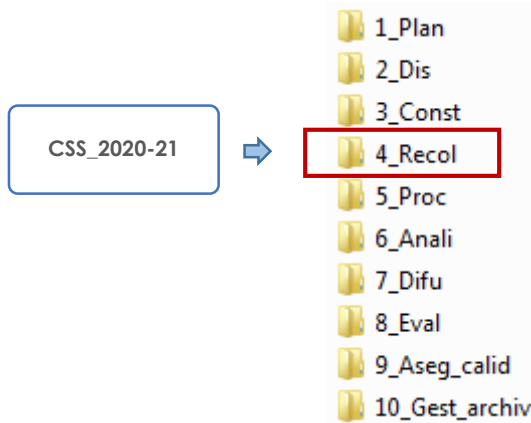 CSS_2020-21
1_Plan
2_Dis
3_Const
4_Recol
5_Proc
6_Anali
7_Difu
8_Eval
9_Aseg_calid
10_Gest_archiv